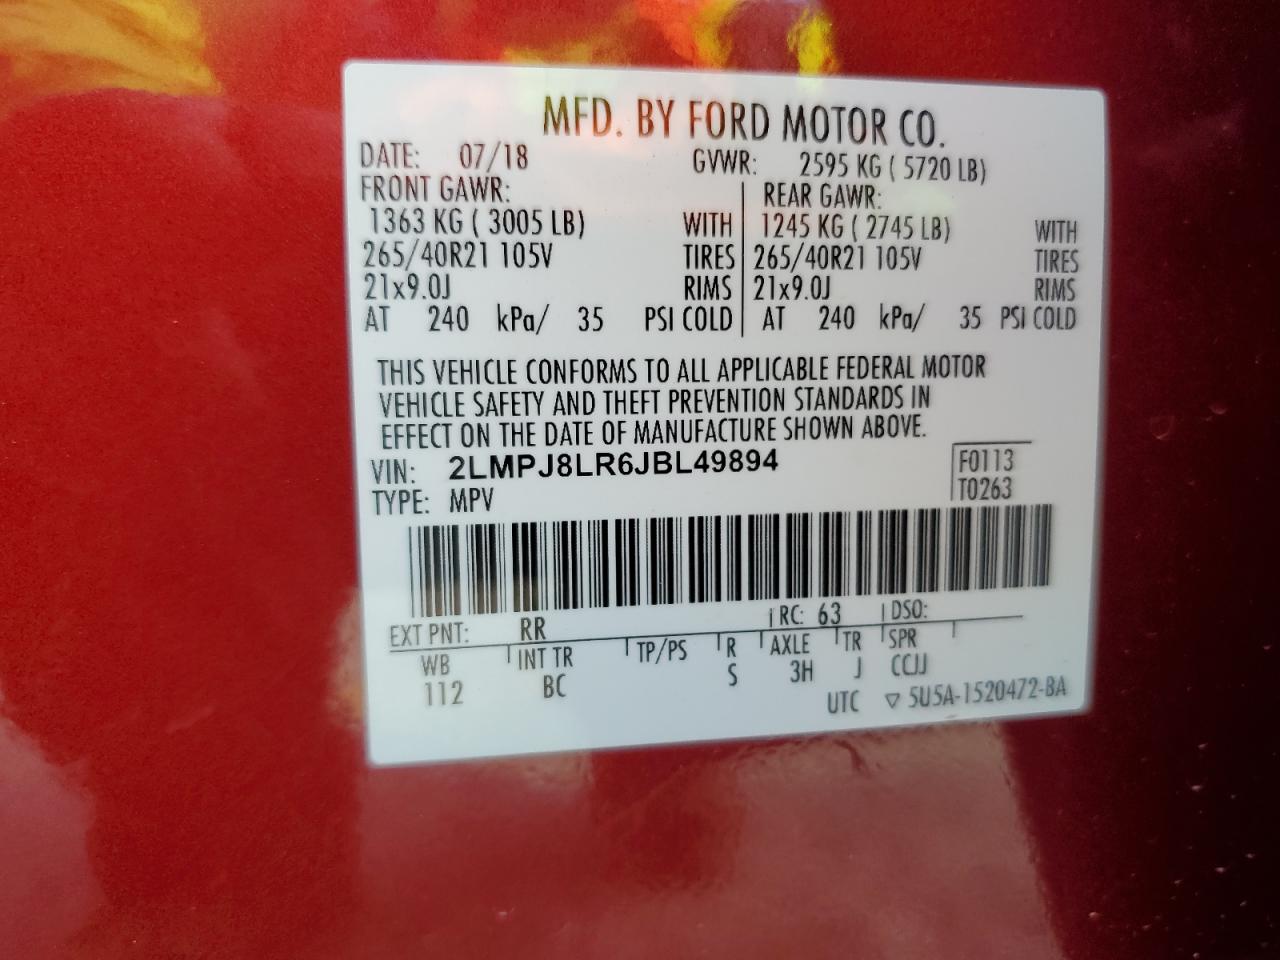 MFD. BY FORD MOTOR CO.
DATE: 07/18 GVWR: 2595 KG ( 5720 LB)
FRONT GAWR: REAR GAWR:
1363 KG ( 3005 LB) WITH 1245 KG ( 2745 LB) WITH
265/40R21 105V TIRES 265/40R21 105V TIRES
21x9.0J RIMS 21x9.0J RIMS
AT 240 kPa/ 35 PSI COLD AT 240 kPa/ 35 PSI COLD
THIS VEHICLE CONFORMS TO ALL APPLICABLE FEDERAL MOTOR
VEHICLE SAFETY AND THEFT PREVENTION STANDARDS IN
EFFECT ON THE DATE OF MANUFACTURE SHOWN ABOVE.
VIN: 2LMPJ8LR6JBL49894 F0113
TYPE: MPV T0263
EXT PNT: RR RC: 63 DSO:
WB INT TR TP/PS R AXLE TR SPR
112 BC S 3H J CCJJ
UTC ▽ 5U5A-1520472-BA